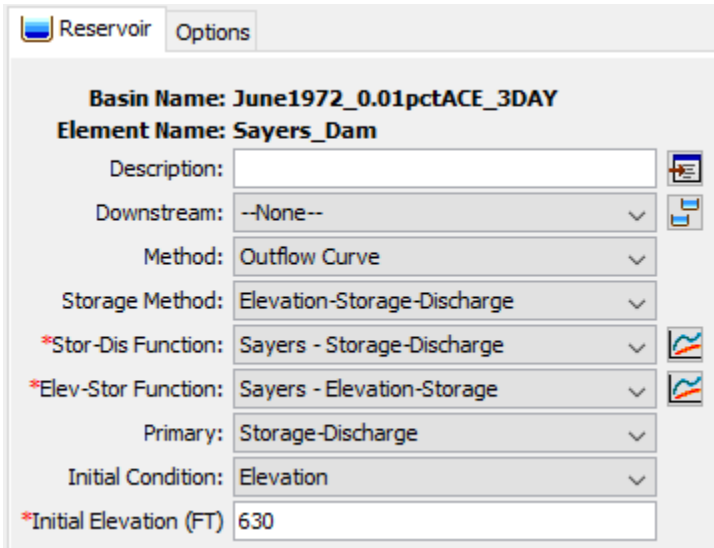 Reservoir Options
Basin Name: June1972_0.01pctACE_3DAY
Element Name: Sayers_Dam
Description:
Downstream: --None--
Method: Outflow Curve
Storage Method: Elevation-Storage-Discharge
*Stor-Dis Function: Sayers - Storage-Discharge
*Elev-Stor Function: Sayers - Elevation-Storage
Primary: Storage-Discharge
Initial Condition: Elevation
*Initial Elevation (FT) 630